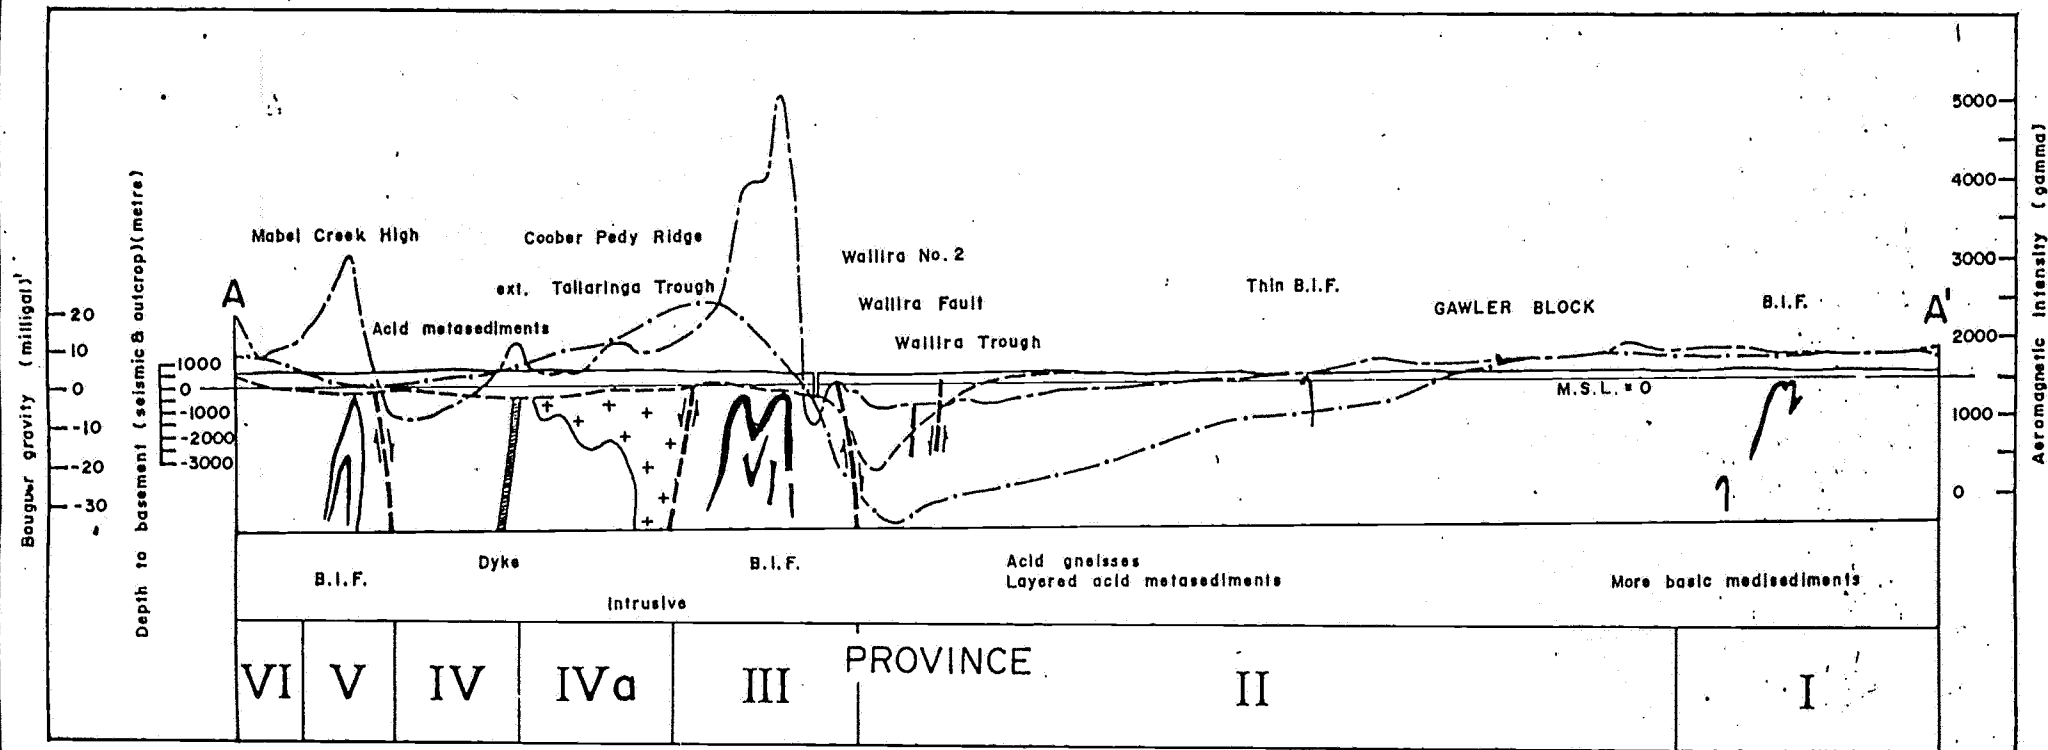 5000
4000
3000
2000
1000
0
Aeromagnetic Intensity (gamma)
Bouguer gravity (milligal)
20
10
0
-10
-20
-30
Depth to basement (seismic & outcrop) (metre)
1000
0
-1000
-2000
-3000
A
Mabel Creek High
Coober Pedy Ridge
ext. Tallaringa Trough
Acid metasediments
Wallira No. 2
Wallira Fault
Wallira Trough
Thin B.I.F.
GAWLER BLOCK
B.I.F.
A'
M.S.L. = 0
B.I.F.
Dyke
Intrusive
B.I.F.
Acid gneisses
Layered acid metasediments
More basic medisediments
PROVINCE
VI V IV IVa III II I